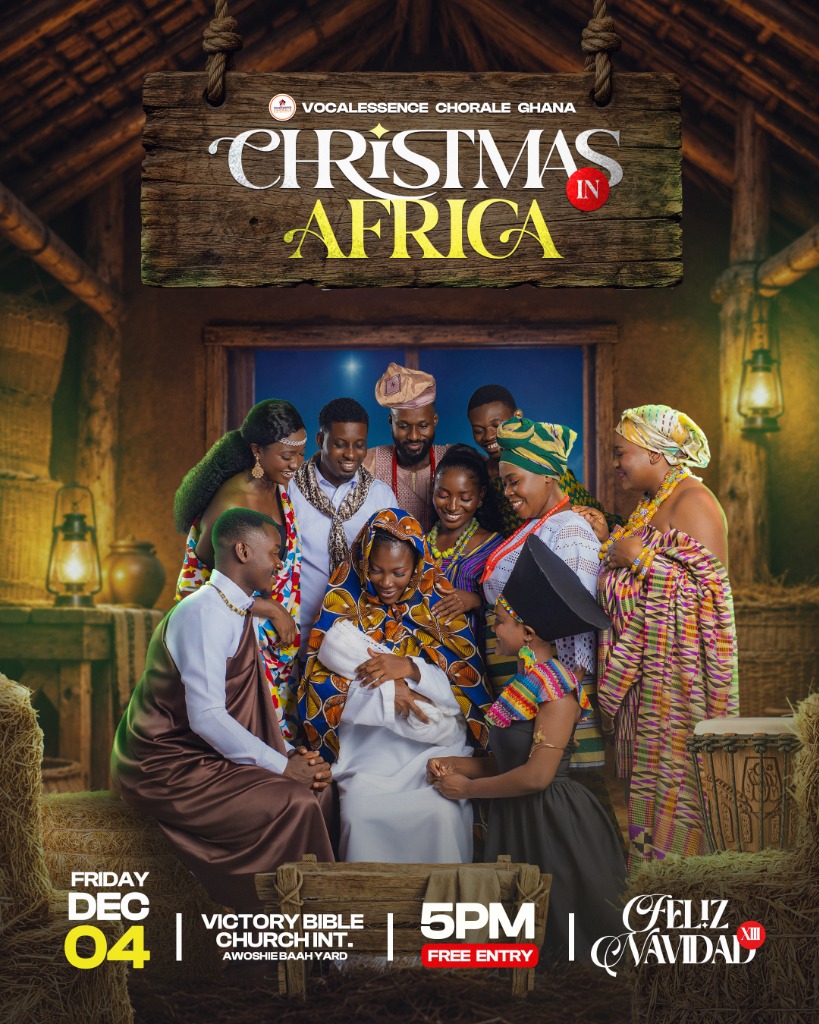 VOCALESSENCE CHORALE GHANA
CHRISTMAS
IN
AFRICA
FRIDAY
DEC
04
VICTORY BIBLE
CHURCH INT.
AWOSHIE BAAH YARD
5PM
FREE ENTRY
FELIZ
NAVIDAD
XIII